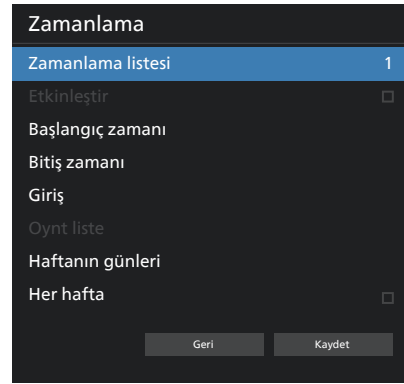 Zamanlama
Zamanlama listesi 1
Etkinleştir
Başlangıç zamanı
Bitiş zamanı
Giriş
Oynt liste
Haftanın günleri
Her hafta
Geri Kaydet